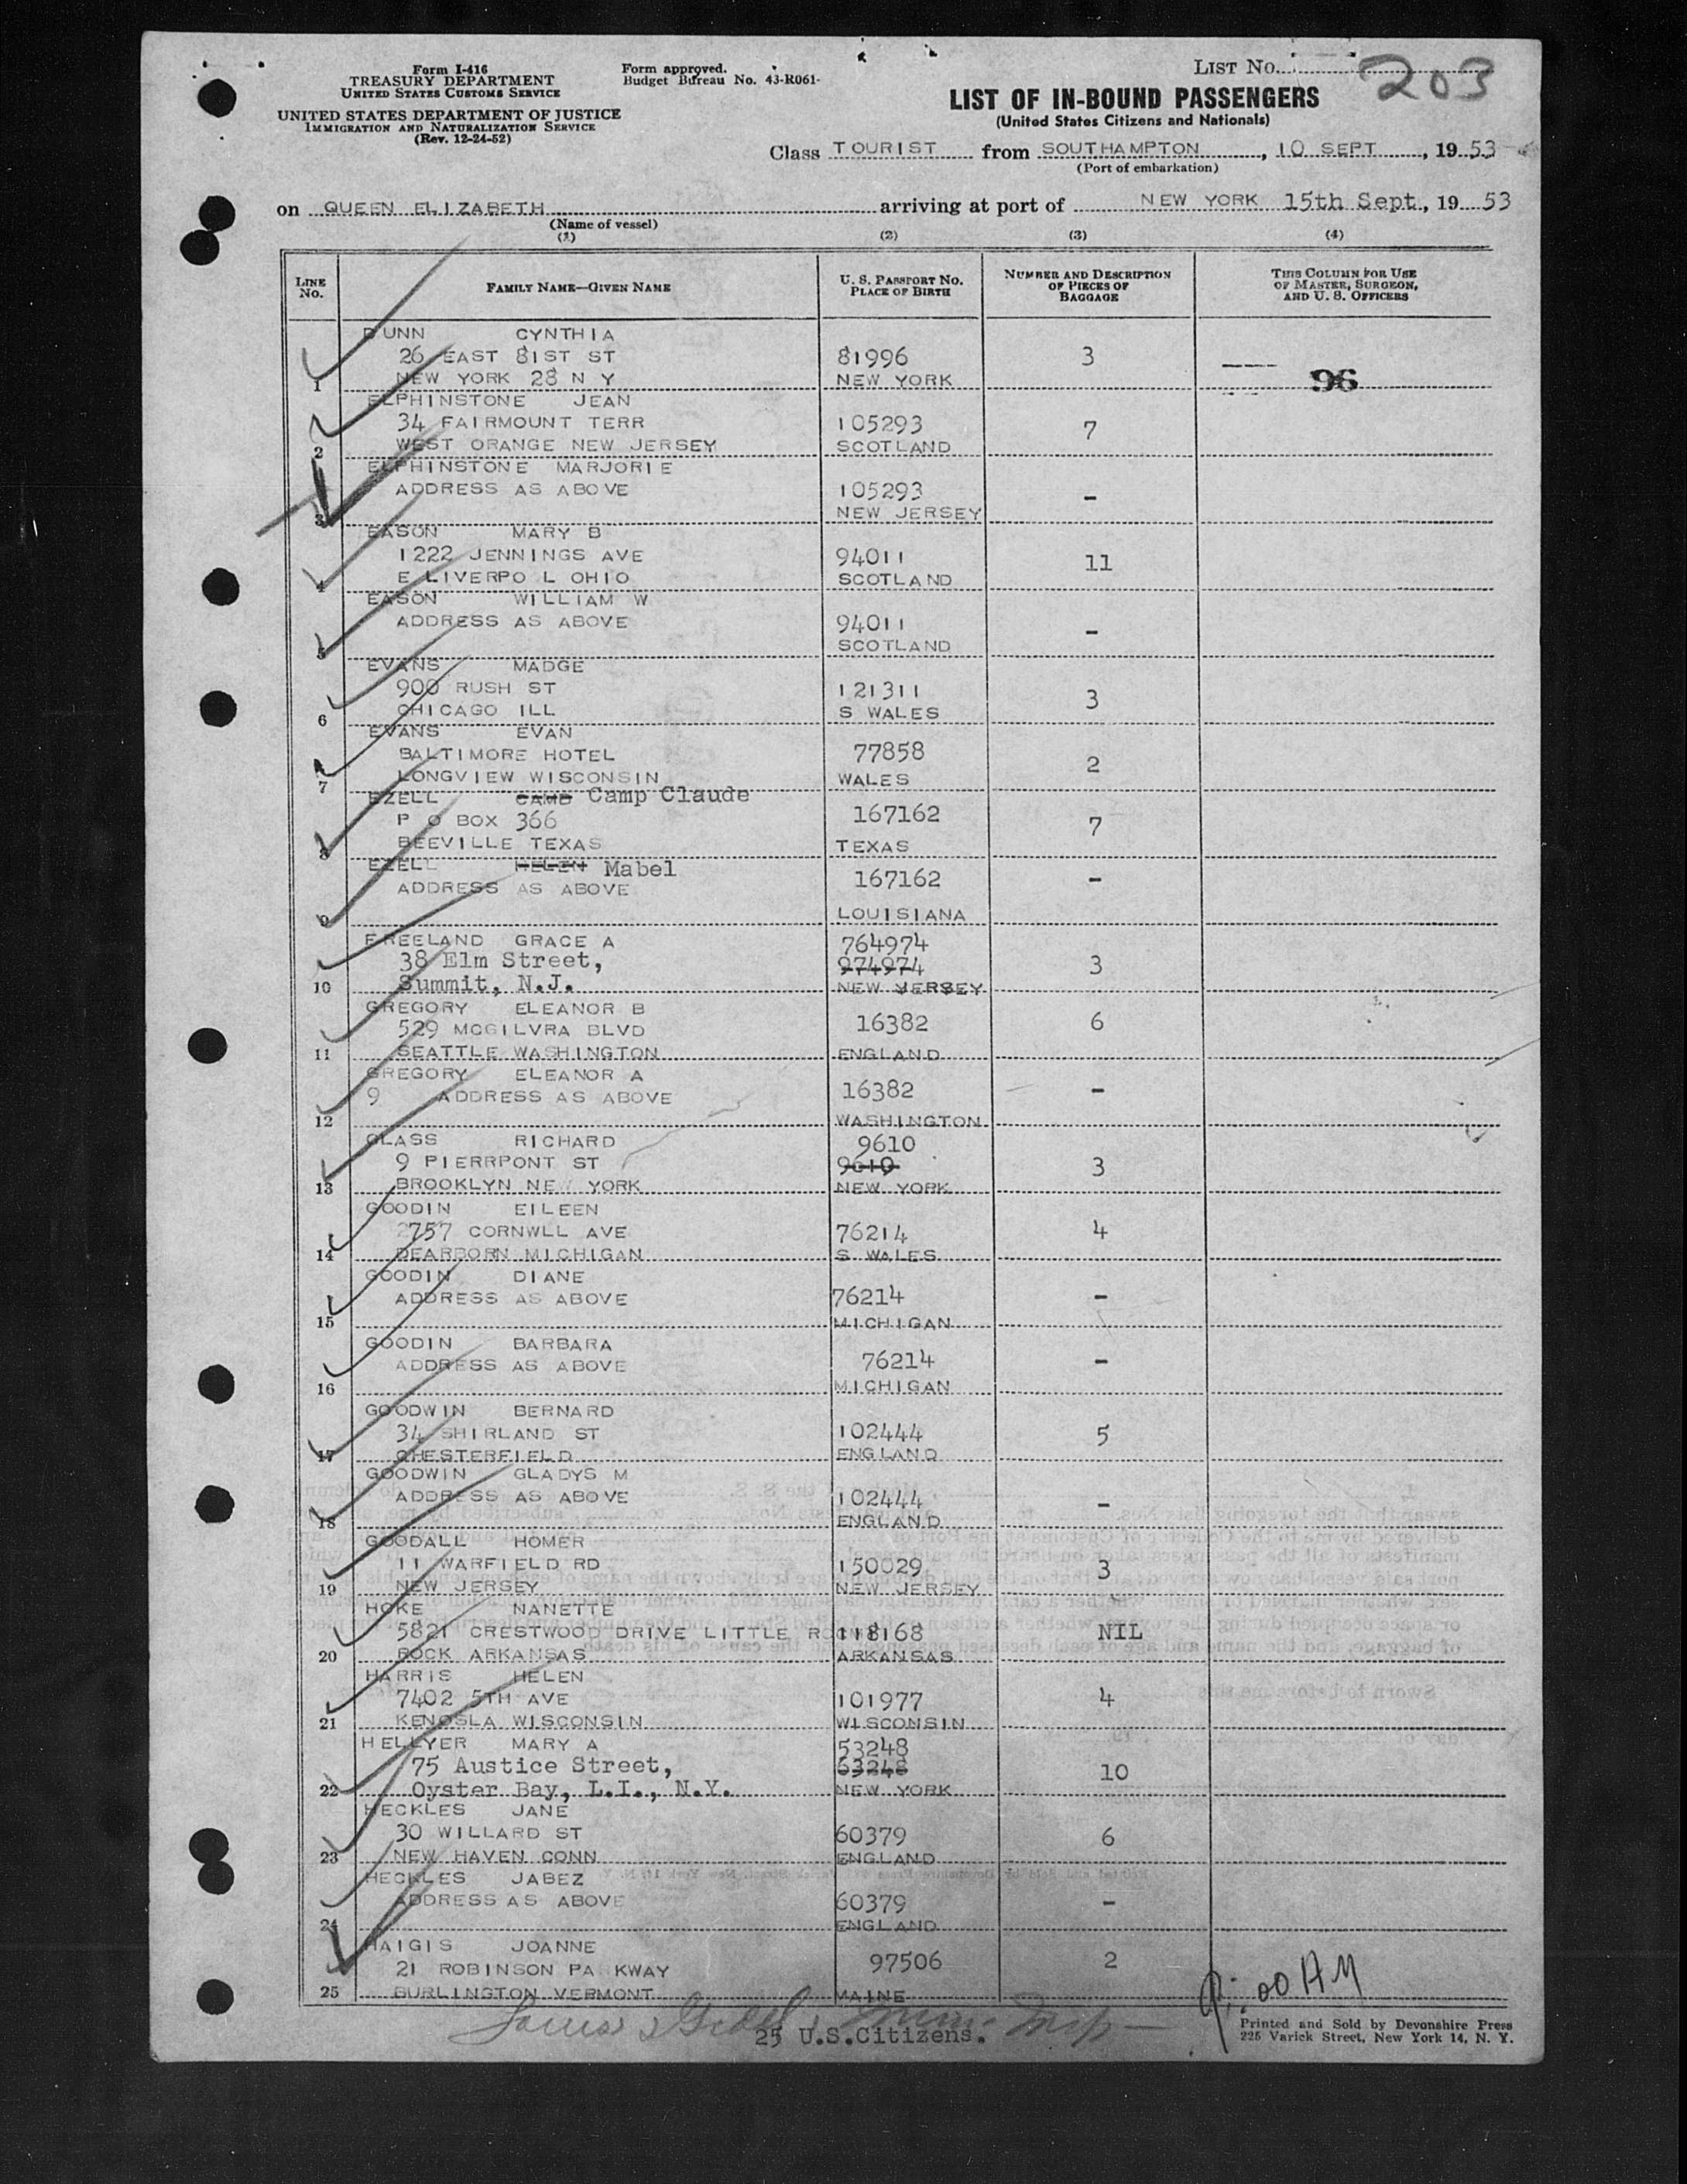 Form I-416
TREASURY DEPARTMENT
UNITED STATES CUSTOMS SERVICE
UNITED STATES DEPARTMENT OF JUSTICE
IMMIGRATION AND NATURALIZATION SERVICE
(Rev. 12-24-52)
Form approved.
Budget Bureau No. 43-R061-
LIST No. 203
LIST OF IN-BOUND PASSENGERS
(United States Citizens and Nationals)
Class TOURIST from SOUTHAMPTON, 10 SEPT, 19 53
(Port of embarkation)
on QUEEN ELIZABETH arriving at port of NEW YORK 15th Sept., 19 53
(Name of vessel)
(1) (2) (3) (4)
LINE No. FAMILY NAME—GIVEN NAME U. S. PASSPORT NO. PLACE OF BIRTH NUMBER AND DESCRIPTION OF PIECES OF BAGGAGE THIS COLUMN FOR USE OF MASTER, SURGEON, AND U. S. OFFICERS
DUNN CYNTHIA
26 EAST 81ST ST 81996 3
1 NEW YORK 28 N Y NEW YORK 96
ELPHINSTONE JEAN
34 FAIRMOUNT TERR 105293 7
2 WEST ORANGE NEW JERSEY SCOTLAND
ELPHINSTONE MARJORIE
ADDRESS AS ABOVE 105293 -
3 NEW JERSEY
EASON MARY B
1222 JENNINGS AVE 94011 11
4 E LIVERPO L OHIO SCOTLAND
EASON WILLIAM W
ADDRESS AS ABOVE 94011 -
5 SCOTLAND
EVANS MADGE
900 RUSH ST 121311 3
6 CHICAGO ILL S WALES
EVANS EVAN
BALTIMORE HOTEL 77858 2
7 LONGVIEW WISCONSIN WALES
EZELL CAMB Camp Claude
P O BOX 366 167162 7
8 BEEVILLE TEXAS TEXAS
EZELL HELEN Mabel
ADDRESS AS ABOVE 167162 -
9 LOUISIANA
FREELAND GRACE A 764974
38 Elm Street, 974974 3
10 Summit, N.J. NEW JERSEY
GREGORY ELEANOR B
529 MCGILVRA BLVD 16382 6
11 SEATTLE WASHINGTON ENGLAND
GREGORY ELEANOR A
9 ADDRESS AS ABOVE 16382 -
12 WASHINGTON
GLASS RICHARD 9610
9 PIERRPONT ST 9610 3
13 BROOKLYN NEW YORK NEW YORK
GOODIN EILEEN
2757 CORNWLL AVE 76214 4
14 DEARBORN MICHIGAN S WALES
GOODIN DIANE
ADDRESS AS ABOVE 76214 -
15 MICHIGAN
GOODIN BARBARA
ADDRESS AS ABOVE 76214 -
16 MICHIGAN
GOODWIN BERNARD
34 SHIRLAND ST 102444 5
17 CHESTERFIELD ENGLAND
GOODWIN GLADYS M
ADDRESS AS ABOVE 102444 -
18 ENGLAND
GOODALL HOMER
11 WARFIELD RD 150029 3
19 NEW JERSEY NEW JERSEY
HOKE NANETTE
5821 CRESTWOOD DRIVE LITTLE RO 118168 NIL
20 ROCK ARKANSAS ARKANSAS
HARRIS HELEN
7402 5TH AVE 101977 4
21 KENOSLA WISCONSIN WISCONSIN
HELLYER MARY A 53248
75 Austice Street, 63248 10
22 Oyster Bay, L.I., N.Y. NEW YORK
HECKLES JANE
30 WILLARD ST 60379 6
23 NEW HAVEN CONN ENGLAND
HECKLES JABEZ
ADDRESS AS ABOVE 60379 -
24 ENGLAND
HAIGIS JOANNE
21 ROBINSON PA KWAY 97506 2
25 BURLINGTON VERMONT MAINE
25 U.S.Citizens.
Printed and Sold by Devonshire Press
225 Varick Street, New York 14, N. Y.